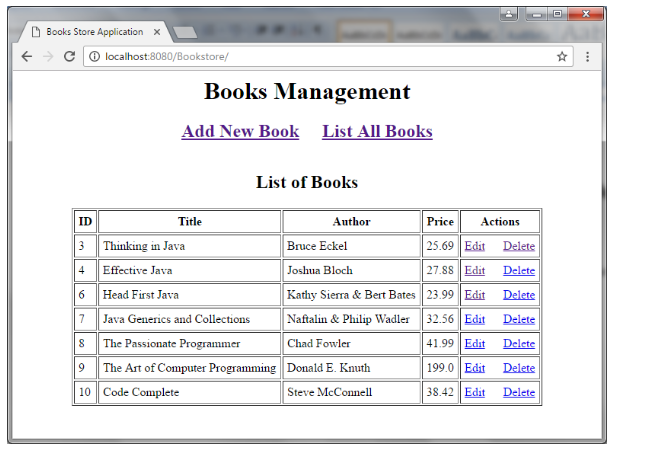 Books Store Application
localhost:8080/Bookstore/
Books Management
Add New Book List All Books
List of Books
ID Title Author Price Actions
3 Thinking in Java Bruce Eckel 25.69 Edit Delete
4 Effective Java Joshua Bloch 27.88 Edit Delete
6 Head First Java Kathy Sierra & Bert Bates 23.99 Edit Delete
7 Java Generics and Collections Naftalin & Philip Wadler 32.56 Edit Delete
8 The Passionate Programmer Chad Fowler 41.99 Edit Delete
9 The Art of Computer Programming Donald E. Knuth 199.0 Edit Delete
10 Code Complete Steve McConnell 38.42 Edit Delete